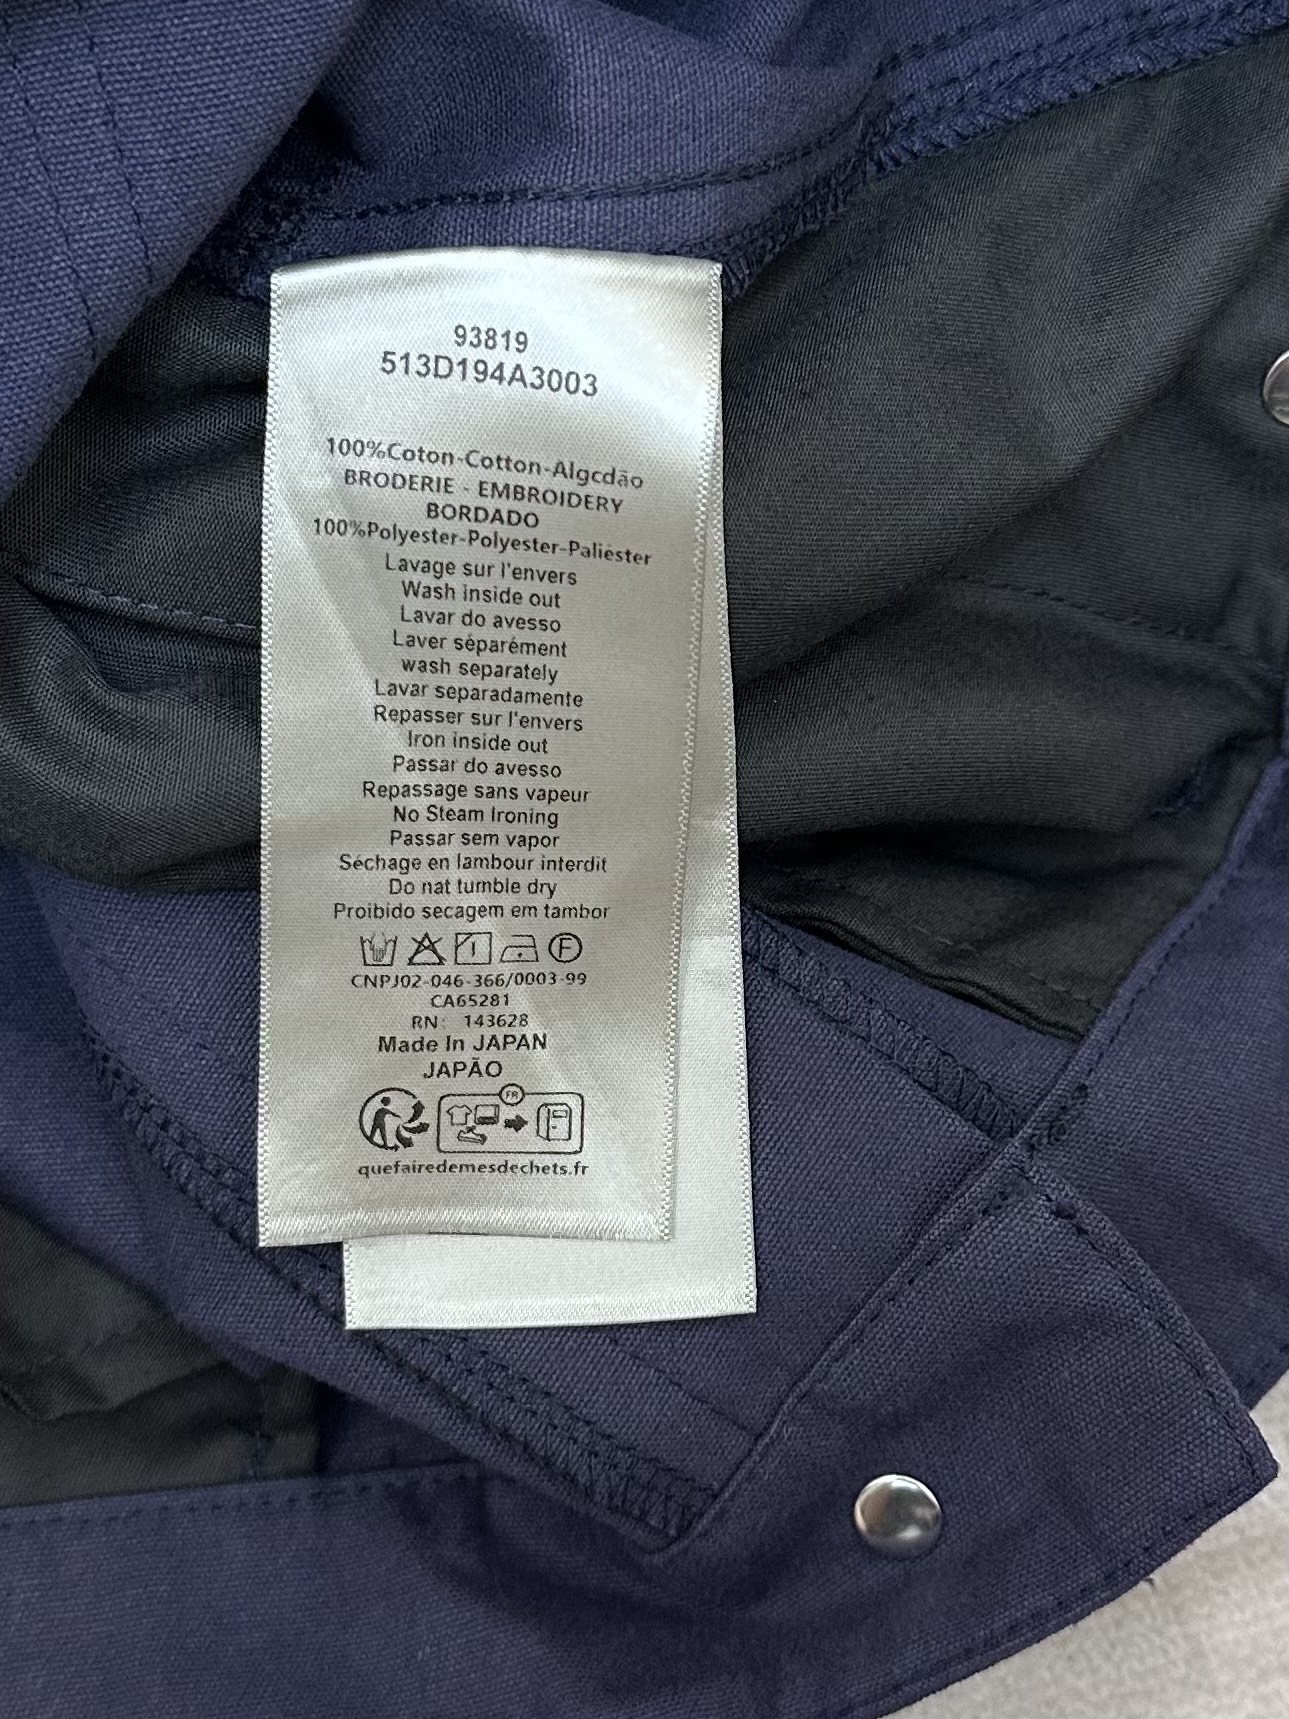 93819
513D194A3003
100%Coton-Cotton-Algcdão
BRODERIE - EMBROIDERY
BORDADO
100%Polyester-Polyester-Paliéster
Lavage sur l'envers
Wash inside out
Lavar do avesso
Laver séparément
wash separately
Lavar separadamente
Repasser sur l'envers
Iron inside out
Passar do avesso
Repassage sans vapeur
No Steam Ironing
Passar sem vapor
Séchage en lambour interdit
Do nat tumble dry
Proibido secagem em tambor
F
CNPJ02-046-366/0003-99
CA65281
RN: 143628
Made In JAPAN
JAPÃO
FR
quefairedemesdechets.fr